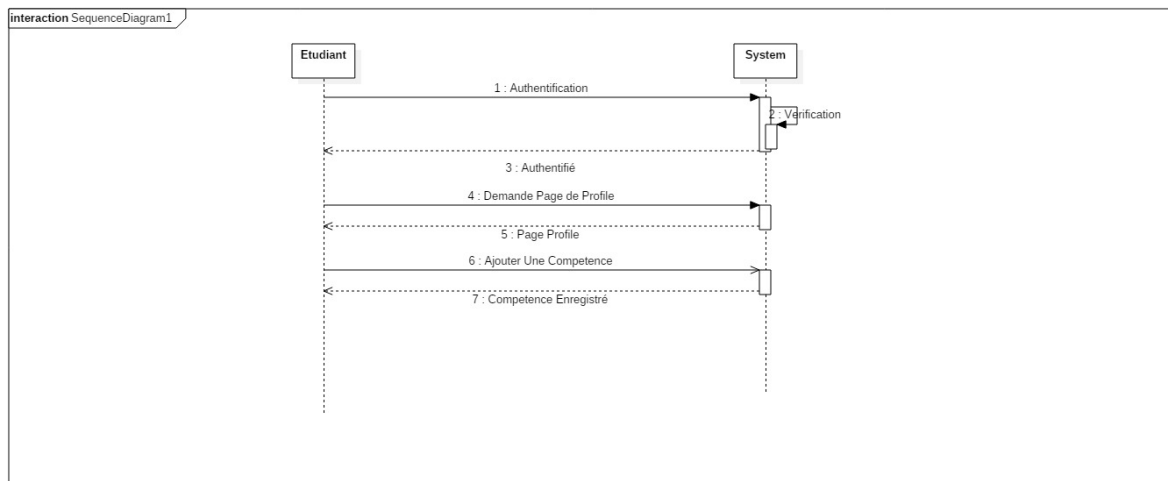 interaction SequenceDiagram1
Etudiant
System
1 : Authentification
2 : Verification
3 : Authentifié
4 : Demande Page de Profile
5 : Page Profile
6 : Ajouter Une Competence
7 : Competence Enregistré